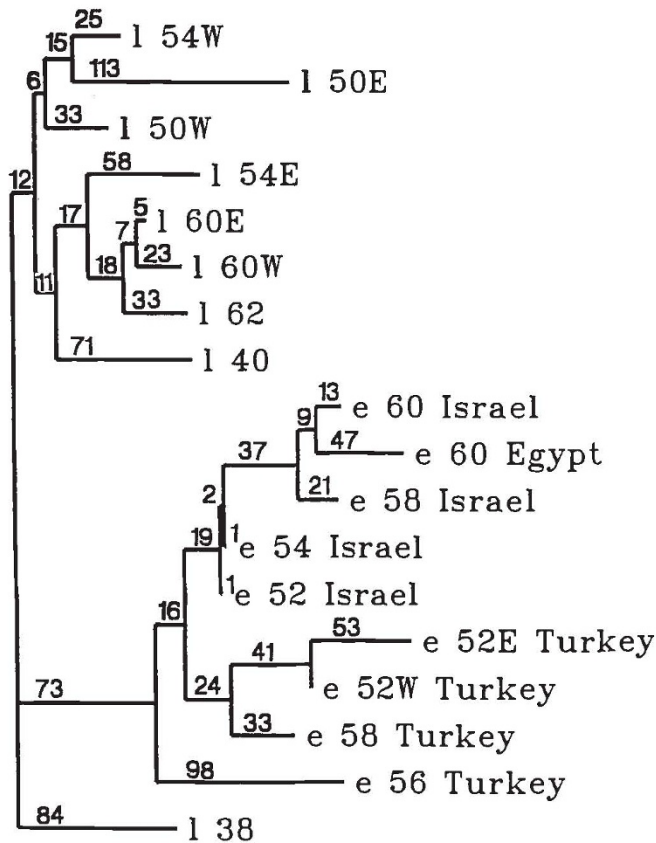 25
l 54W
15
113
l 50E
6
33
l 50W
58
l 54E
12
17
5
l 60E
7
23
l 60W
18
11
33
l 62
71
l 40
13
e 60 Israel
9
47
e 60 Egypt
37
21
e 58 Israel
2
19
1
e 54 Israel
1
e 52 Israel
16
53
e 52E Turkey
41
24
e 52W Turkey
33
e 58 Turkey
73
98
e 56 Turkey
84
l 38